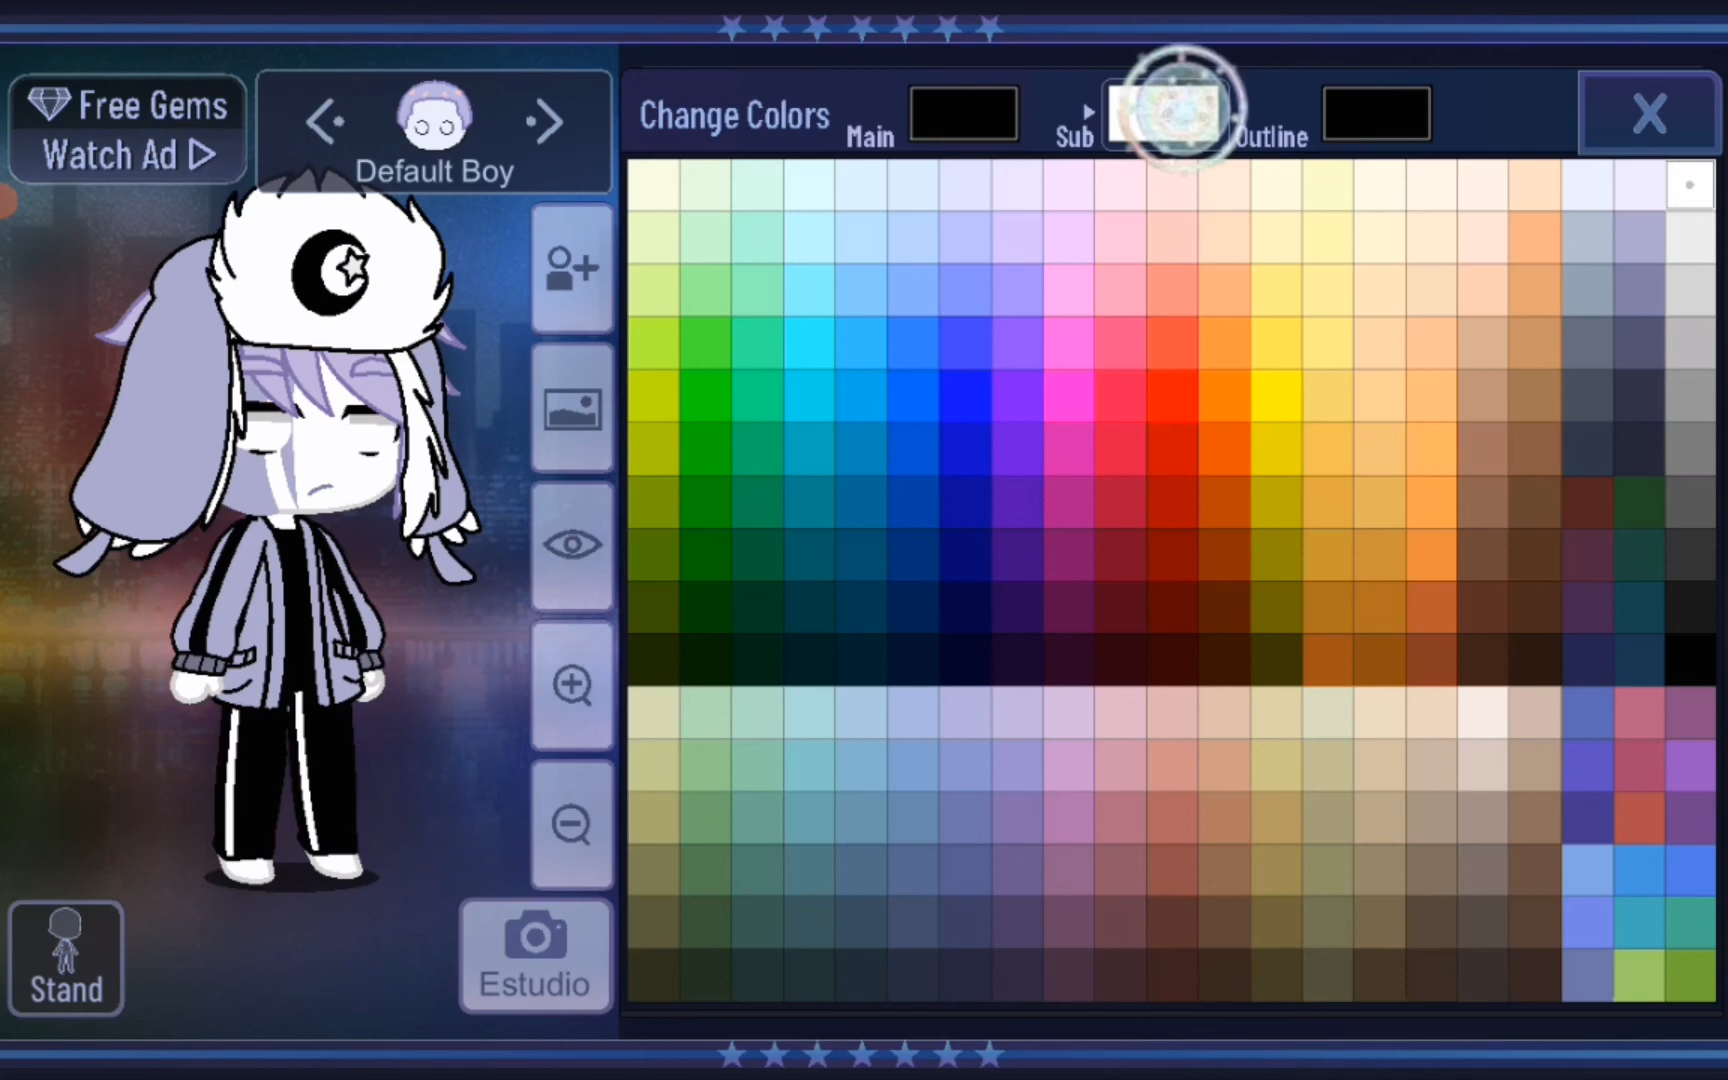 Free Gems
Watch Ad
Default Boy
Change Colors
Main
Sub
Outline
X
Stand
Estudio